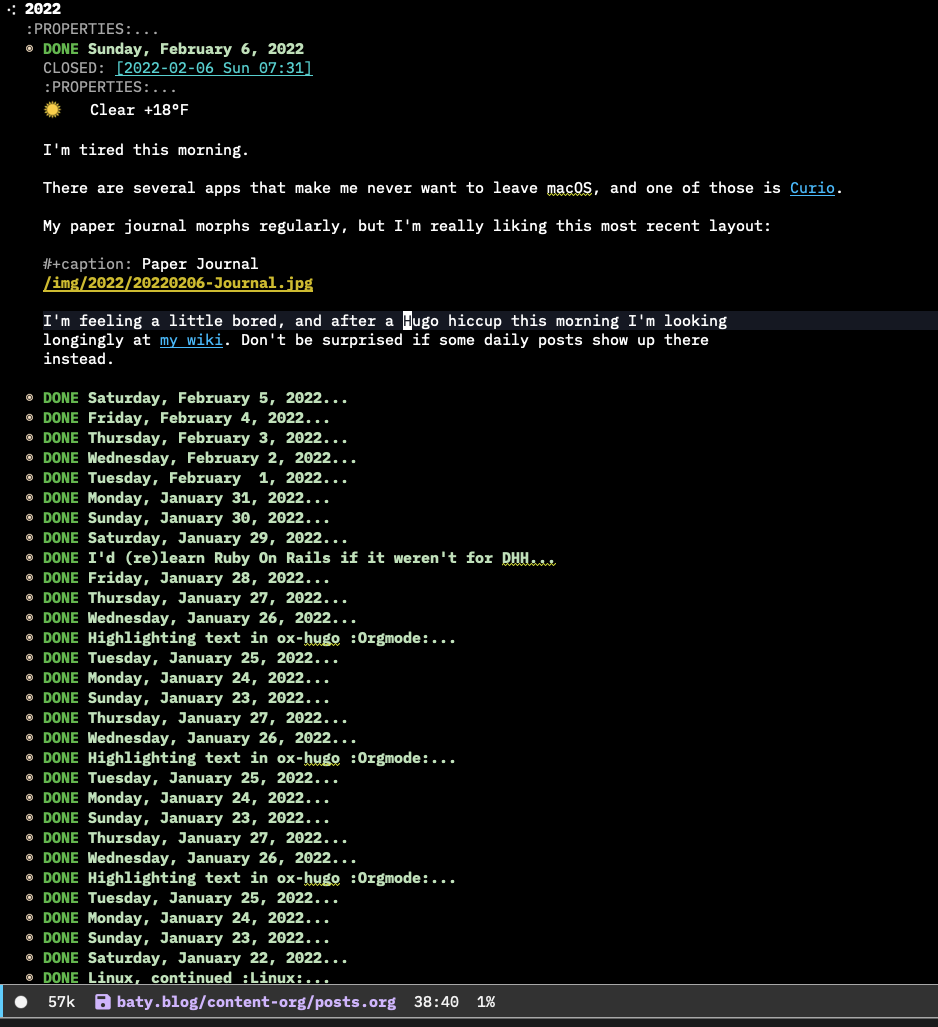 2022
:PROPERTIES:...
DONE Sunday, February 6, 2022
CLOSED: [2022-02-06 Sun 07:31]
:PROPERTIES:...
Clear +18°F
I'm tired this morning.
There are several apps that make me never want to leave macOS, and one of those is Curio.
My paper journal morphs regularly, but I'm really liking this most recent layout:
#+caption: Paper Journal
/img/2022/20220206-Journal.jpg
I'm feeling a little bored, and after a Hugo hiccup this morning I'm looking
longingly at my wiki. Don't be surprised if some daily posts show up there
instead.
DONE Saturday, February 5, 2022...
DONE Friday, February 4, 2022...
DONE Thursday, February 3, 2022...
DONE Wednesday, February 2, 2022...
DONE Tuesday, February  1, 2022...
DONE Monday, January 31, 2022...
DONE Sunday, January 30, 2022...
DONE Saturday, January 29, 2022...
DONE I'd (re)learn Ruby On Rails if it weren't for DHH...
DONE Friday, January 28, 2022...
DONE Thursday, January 27, 2022...
DONE Wednesday, January 26, 2022...
DONE Highlighting text in ox-hugo :Orgmode:...
DONE Tuesday, January 25, 2022...
DONE Monday, January 24, 2022...
DONE Sunday, January 23, 2022...
DONE Thursday, January 27, 2022...
DONE Wednesday, January 26, 2022...
DONE Highlighting text in ox-hugo :Orgmode:...
DONE Tuesday, January 25, 2022...
DONE Monday, January 24, 2022...
DONE Sunday, January 23, 2022...
DONE Thursday, January 27, 2022...
DONE Wednesday, January 26, 2022...
DONE Highlighting text in ox-hugo :Orgmode:...
DONE Tuesday, January 25, 2022...
DONE Monday, January 24, 2022...
DONE Sunday, January 23, 2022...
DONE Saturday, January 22, 2022...
DONE Linux, continued :Linux:...
57k baty.blog/content-org/posts.org 38:40 1%